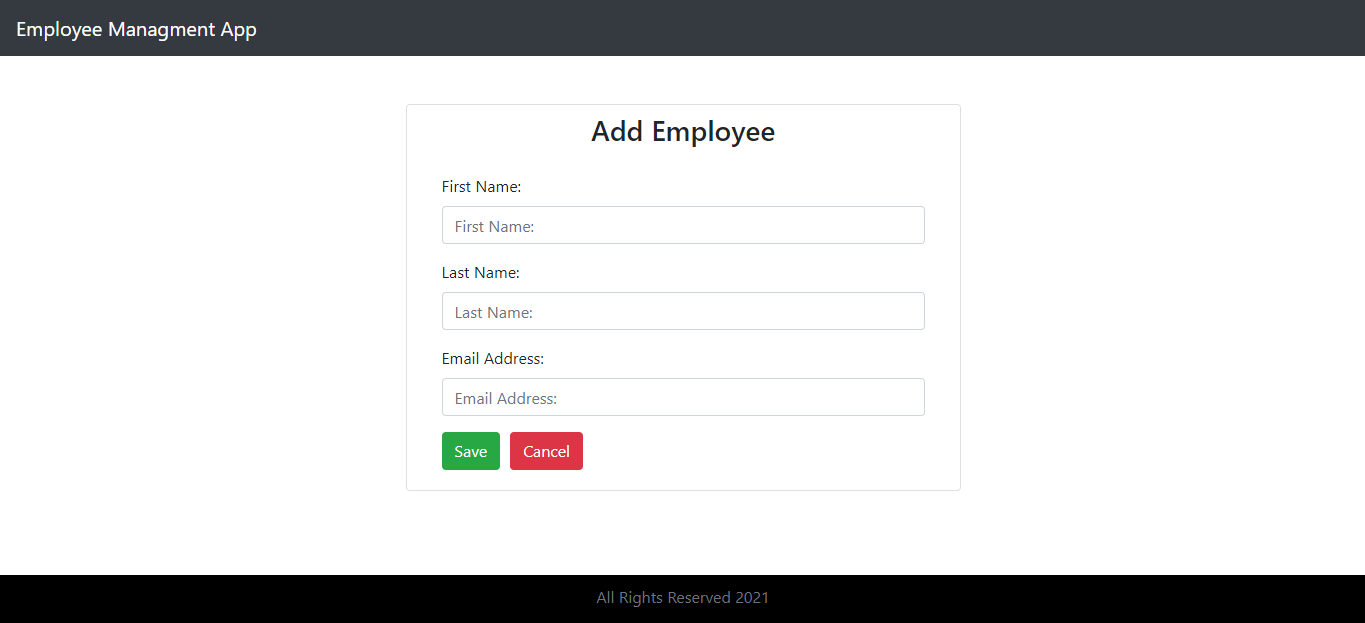 Employee Managment App
Add Employee
First Name:
First Name:
Last Name:
Last Name:
Email Address:
Email Address:
Save Cancel
All Rights Reserved 2021